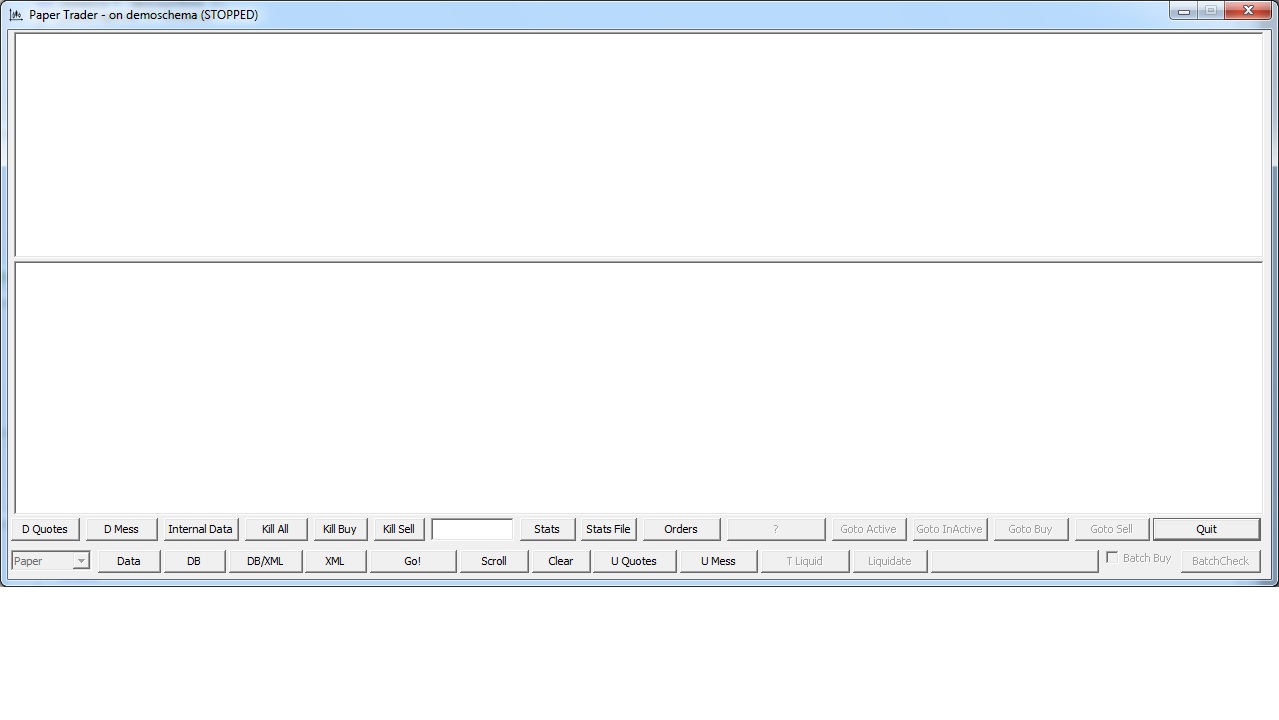 Paper Trader - on demoschema (STOPPED)
D Quotes D Mess Internal Data Kill All Kill Buy Kill Sell Stats Stats File Orders ? Goto Active Goto InActive Goto Buy Goto Sell Quit
Paper Data DB DB/XML XML Go! Scroll Clear U Quotes U Mess T Liquid Liquidate Batch Buy BatchCheck